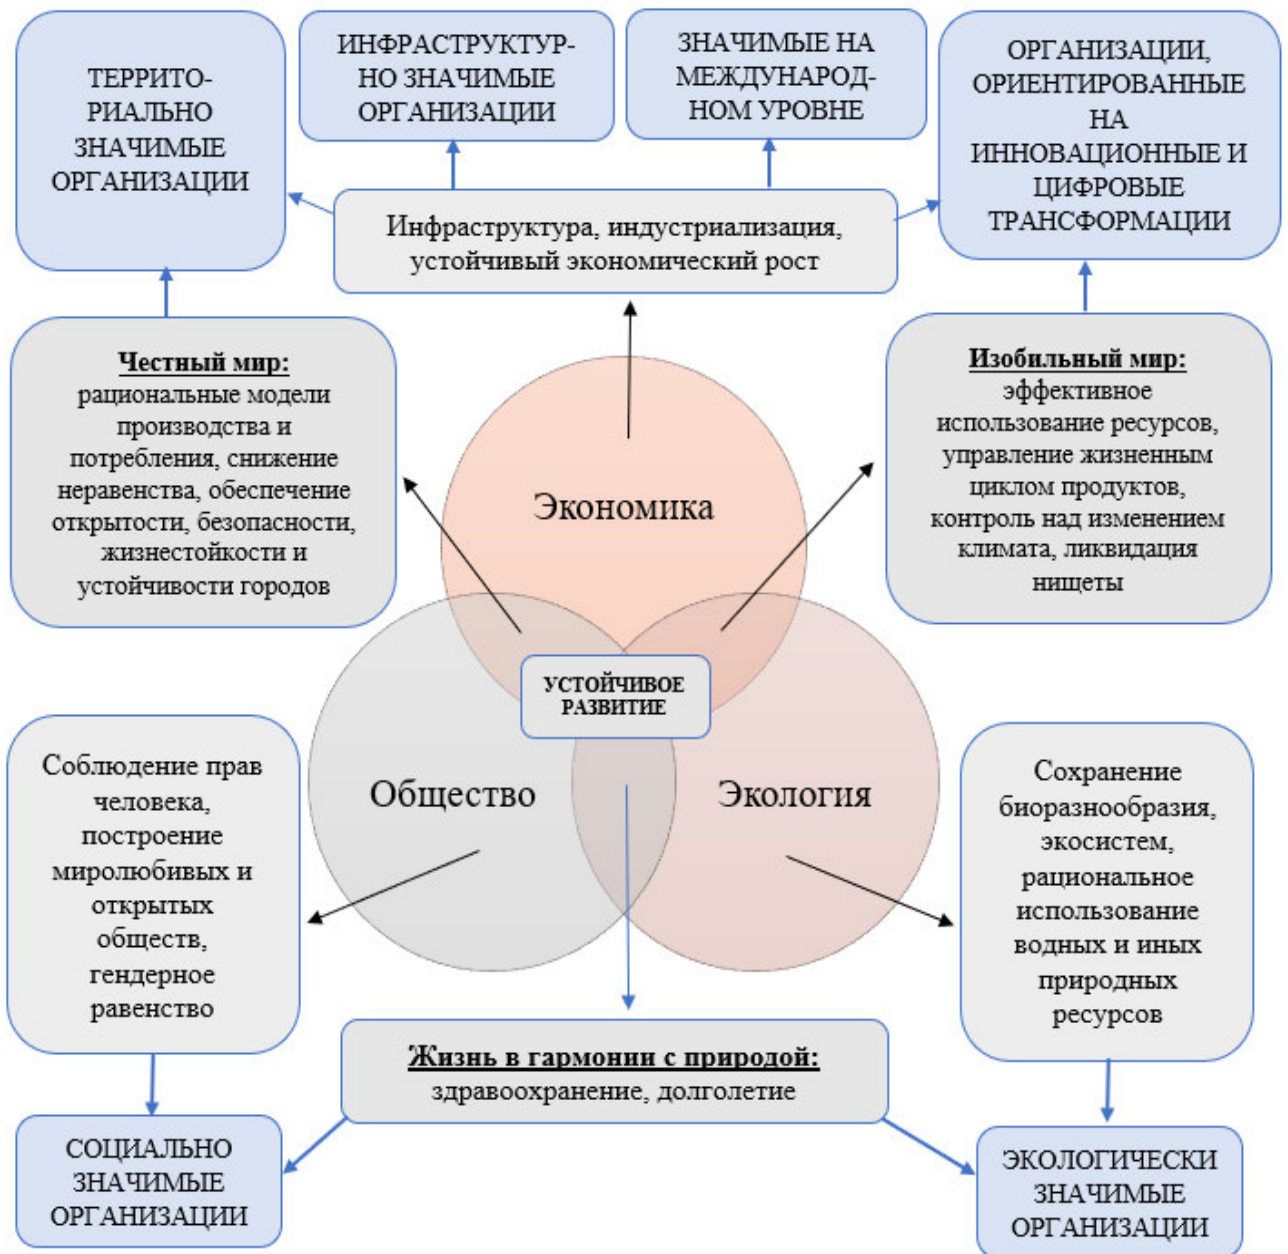 ТЕРРИТО-
РИАЛЬНО
ЗНАЧИМЫЕ
ОРГАНИЗАЦИИ
ИНФРАСТРУКТУР-
НО ЗНАЧИМЫЕ
ОРГАНИЗАЦИИ
ЗНАЧИМЫЕ НА
МЕЖДУНАРОД-
НОМ УРОВНЕ
ОРГАНИЗАЦИИ,
ОРИЕНТИРОВАННЫЕ
НА
ИННОВАЦИОННЫЕ И
ЦИФРОВЫЕ
ТРАНСФОРМАЦИИ
Инфраструктура, индустриализация,
устойчивый экономический рост
Честный мир:
рациональные модели
производства и
потребления, снижение
неравенства, обеспечение
открытости, безопасности,
жизнестойкости и
устойчивости городов
Экономика
Изобильный мир:
эффективное
использование ресурсов,
управление жизненным
циклом продуктов,
контроль над изменением
климата, ликвидация
нищеты
УСТОЙЧИВОЕ
РАЗВИТИЕ
Общество
Экология
Соблюдение прав
человека,
построение
миролюбивых и
открытых
обществ,
гендерное
равенство
Сохранение
биоразнообразия,
экосистем,
рациональное
использование
водных и иных
природных
ресурсов
Жизнь в гармонии с природой:
здравоохранение, долголетие
СОЦИАЛЬНО
ЗНАЧИМЫЕ
ОРГАНИЗАЦИИ
ЭКОЛОГИЧЕСКИ
ЗНАЧИМЫЕ
ОРГАНИЗАЦИИ